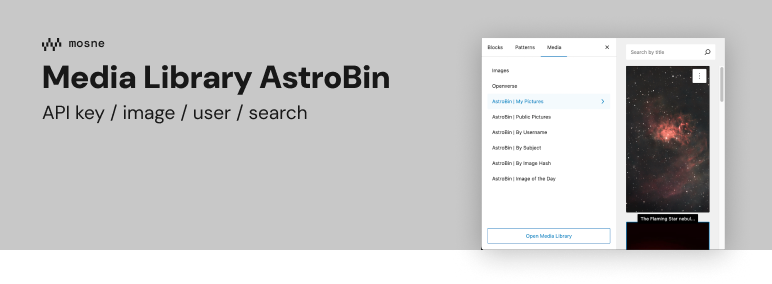 mosne
Media Library AstroBin
API key / image / user / search
Blocks Patterns Media
Images
Openverse
AstroBin | My Pictures
AstroBin | Public Pictures
AstroBin | By Username
AstroBin | By Subject
AstroBin | By Image Hash
AstroBin | Image of the Day
Open Media Library
Search by title
The Flaming Star nebul...